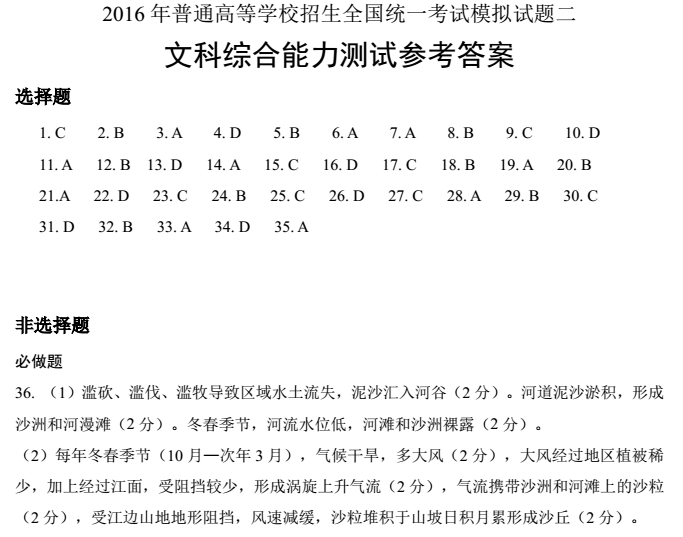 2016 年普通高等学校招生全国统一考试模拟试题二
文科综合能力测试参考答案
选择题
1. C 2. B 3. A 4. D 5. B 6. A 7. A 8. B 9. C 10. D
11. A 12. B 13. D 14. A 15. C 16. D 17. C 18. B 19. A 20. B
21.A 22. D 23. C 24. B 25. C 26. D 27. C 28. A 29. B 30. C
31. D 32. B 33. A 34. D 35. A
非选择题
必做题
36. （1）滥砍、滥伐、滥牧导致区域水土流失，泥沙汇入河谷（2 分）。河道泥沙淤积，形成
沙洲和河漫滩（2 分）。冬春季节，河流水位低，河滩和沙洲裸露（2 分）。
（2）每年冬春季节（10 月—次年 3 月），气候干旱，多大风（2 分），大风经过地区植被稀
少，加上经过江面，受阻挡较少，形成涡旋上升气流（2 分），气流携带沙洲和河滩上的沙粒
（2 分），受江边山地地形阻挡，风速减缓，沙粒堆积于山坡日积月累形成沙丘（2 分）。